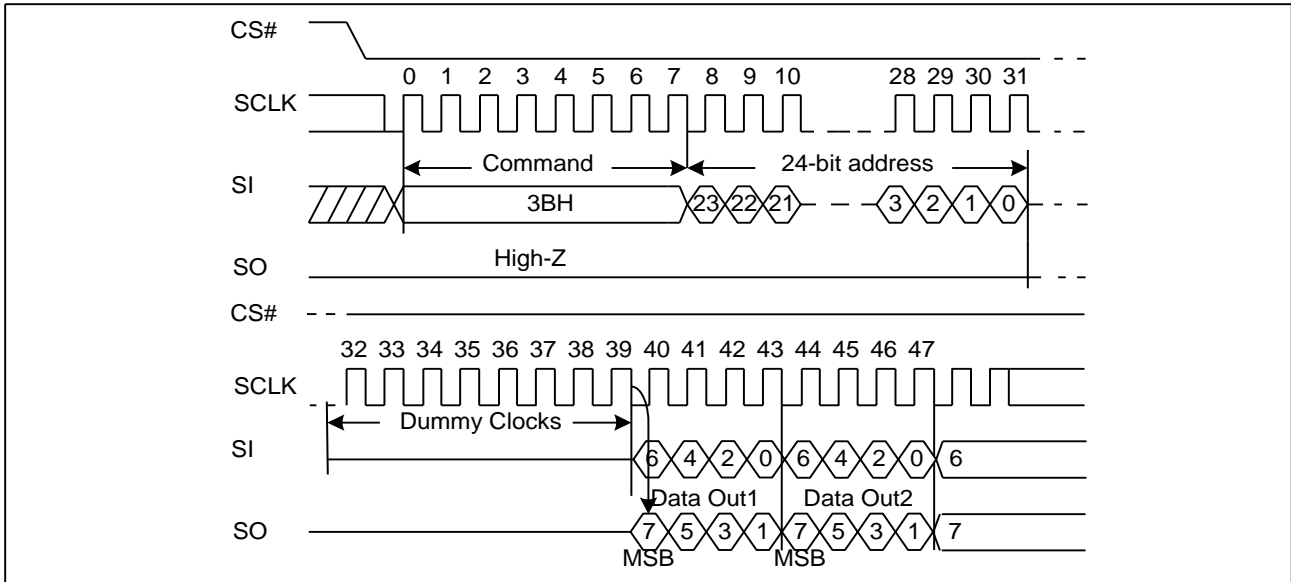 CS#
0 1 2 3 4 5 6 7 8 9 10 28 29 30 31
SCLK
Command 24-bit address
SI
3BH 23 22 21 3 2 1 0
High-Z
SO
CS#
32 33 34 35 36 37 38 39 40 41 42 43 44 45 46 47
SCLK
Dummy Clocks
SI
6 4 2 0 6 4 2 0 6
Data Out1 Data Out2
SO
7 5 3 1 7 5 3 1 7
MSB MSB